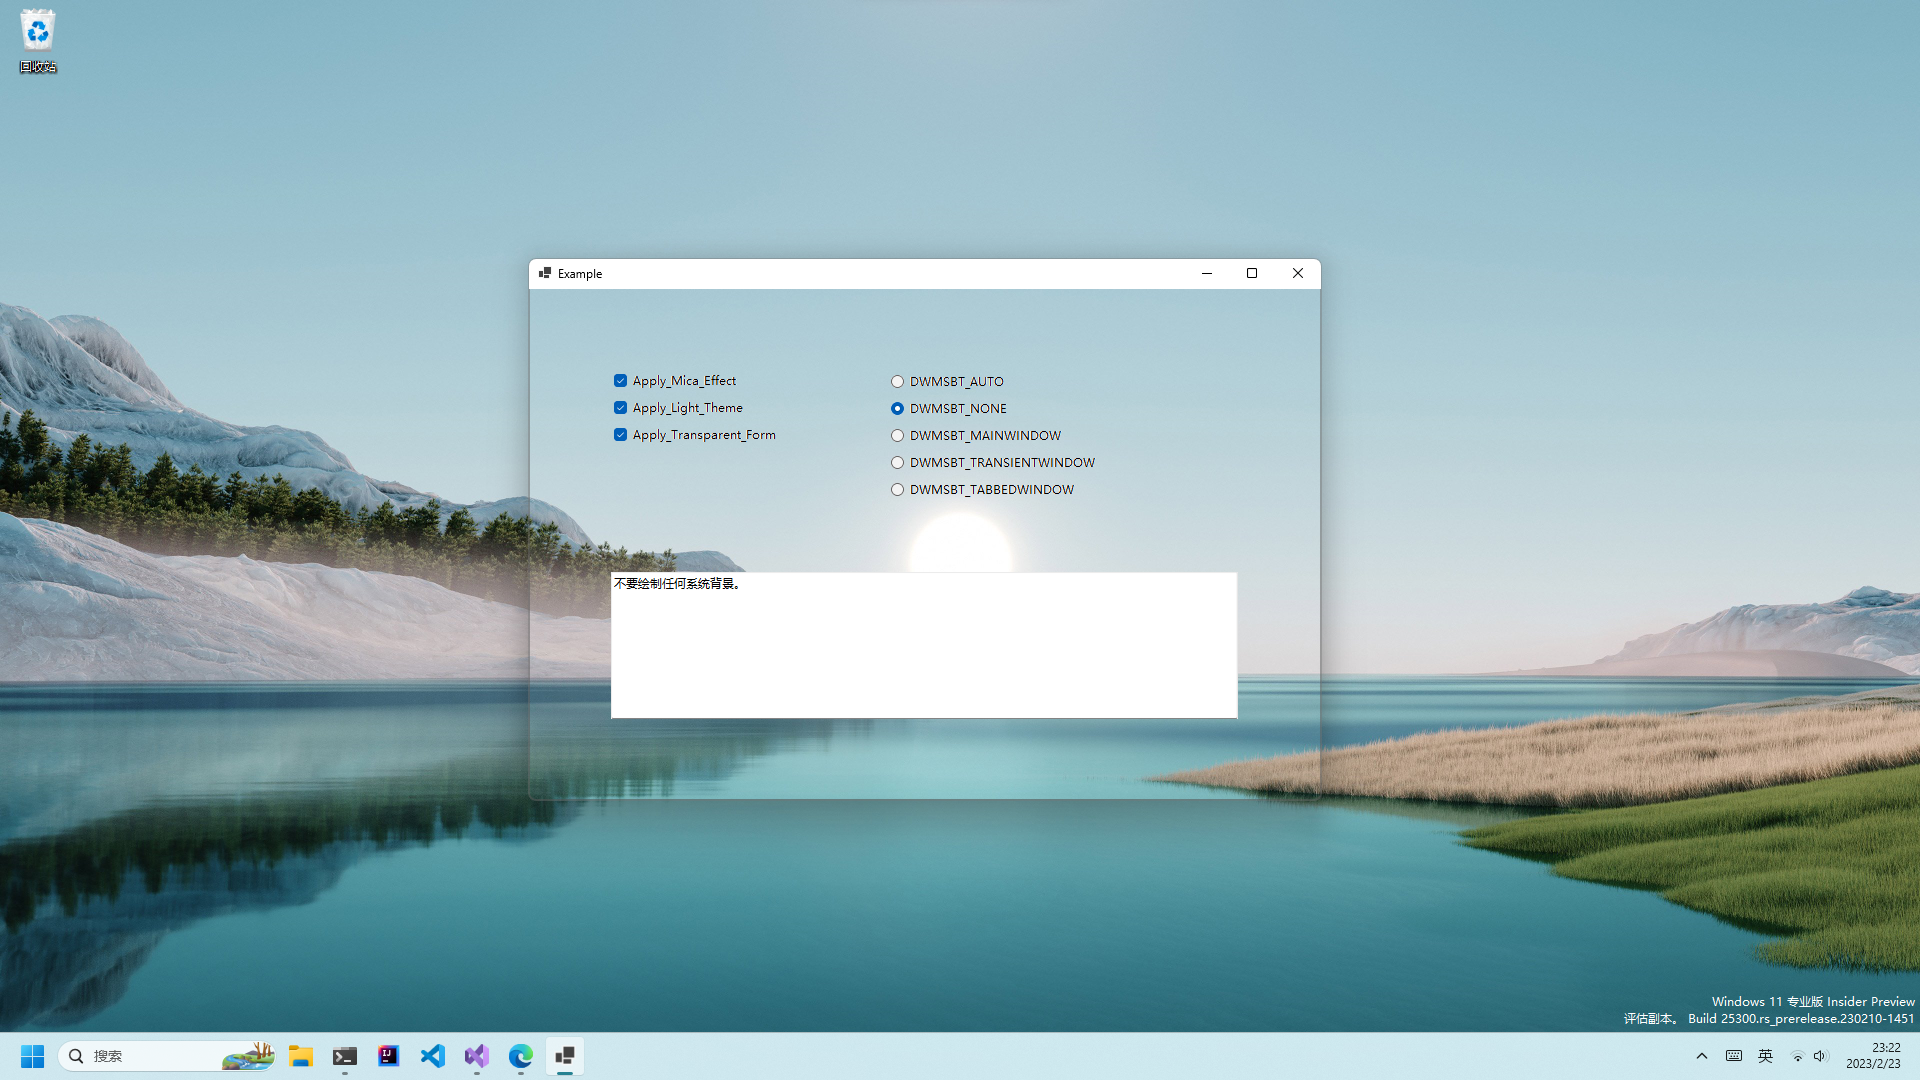 回收站
Example
Apply_Mica_Effect
Apply_Light_Theme
Apply_Transparent_Form
DWMSBT_AUTO
DWMSBT_NONE
DWMSBT_MAINWINDOW
DWMSBT_TRANSIENTWINDOW
DWMSBT_TABBEDWINDOW
不要绘制任何系统背景。
Windows 11 专业版 Insider Preview
评估副本。 Build 25300.rs_prerelease.230210-1451
搜索
英
23:22
2023/2/23